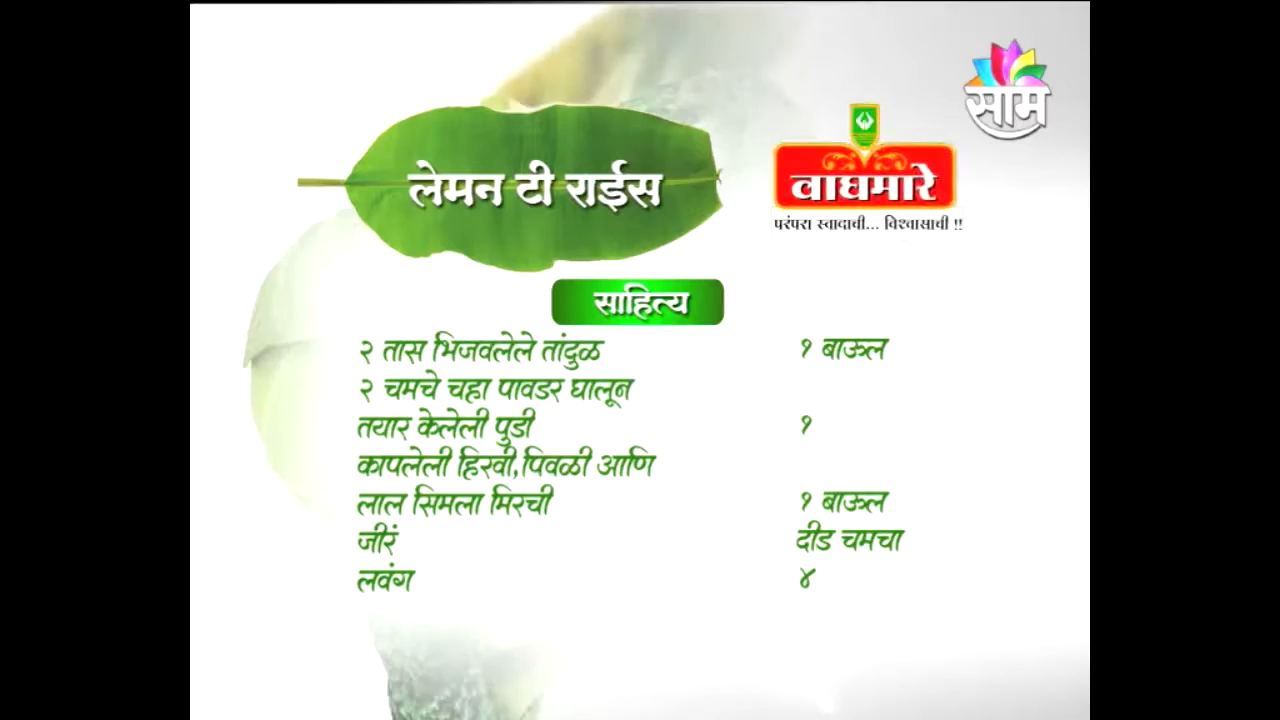 साम
लेमन टी राईस
वाघमारे
परंपरा स्वादाची... विश्वासाची !!
साहित्य
२ तास भिजवलेले तांदुळ १ बाऊल
२ चमचे चहा पावडर घालून
तयार केलेली पुडी १
कापलेली हिरवी,पिवळी आणि
लाल सिमला मिरची १ बाऊल
जीरं दीड चमचा
लवंग ४